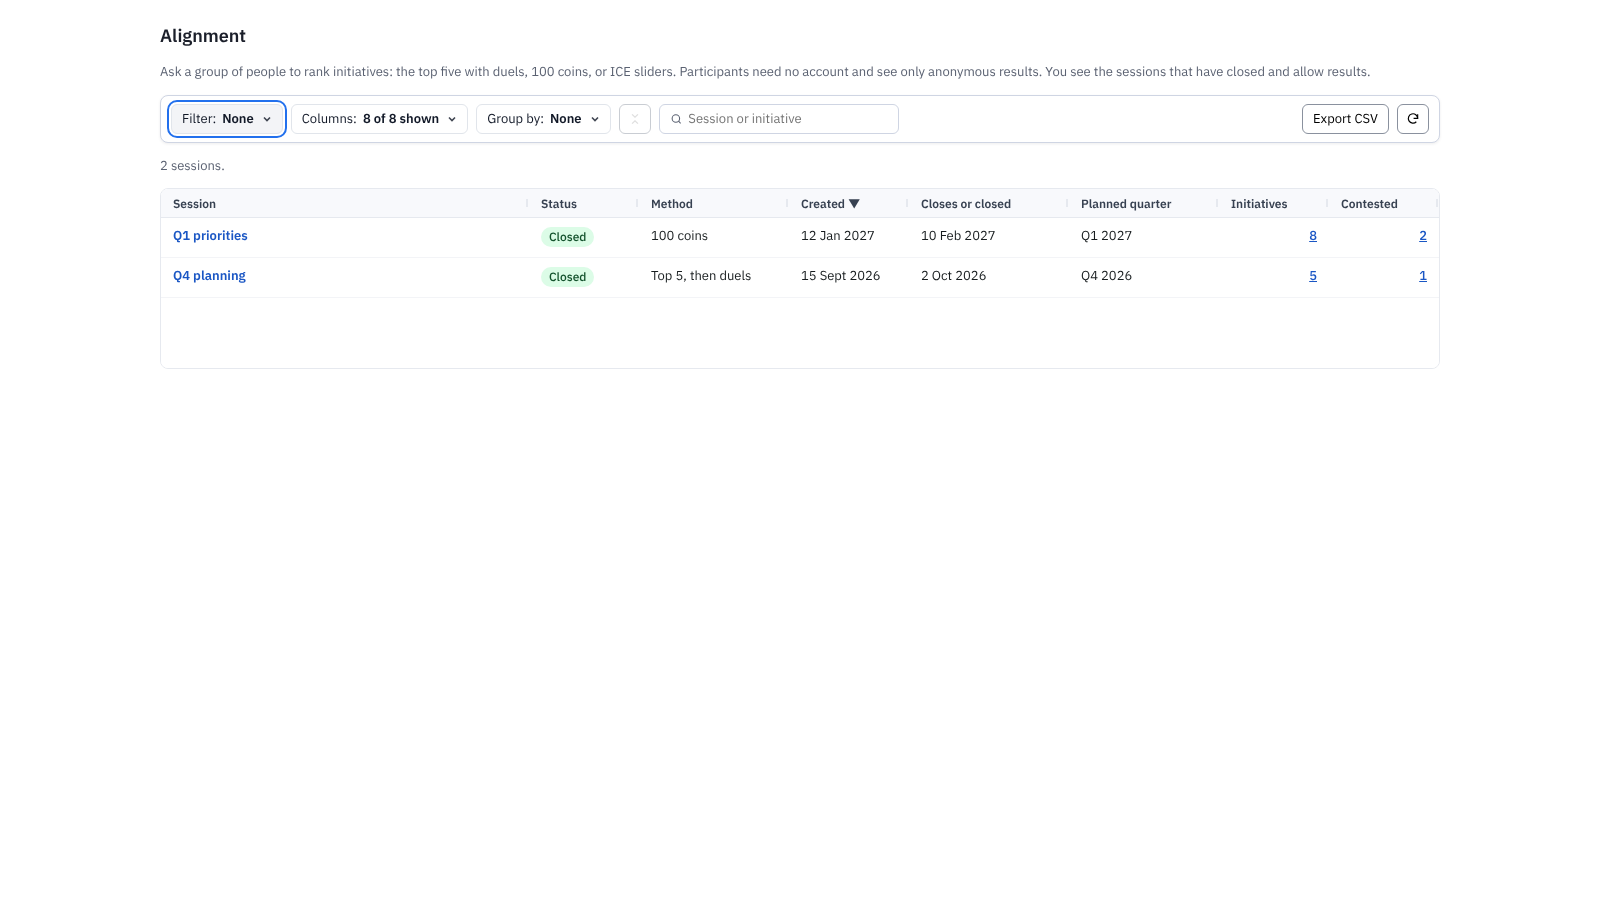 Alignment
Ask a group of people to rank initiatives: the top five with duels, 100 coins, or ICE sliders. Participants need no account and see only anonymous results. You see the sessions that have closed and allow results.
Filter: None Columns: 8 of 8 shown Group by: None Session or initiative Export CSV
2 sessions.
Session Status Method Created ▼ Closes or closed Planned quarter Initiatives Contested
Q1 priorities Closed 100 coins 12 Jan 2027 10 Feb 2027 Q1 2027 8 2
Q4 planning Closed Top 5, then duels 15 Sept 2026 2 Oct 2026 Q4 2026 5 1